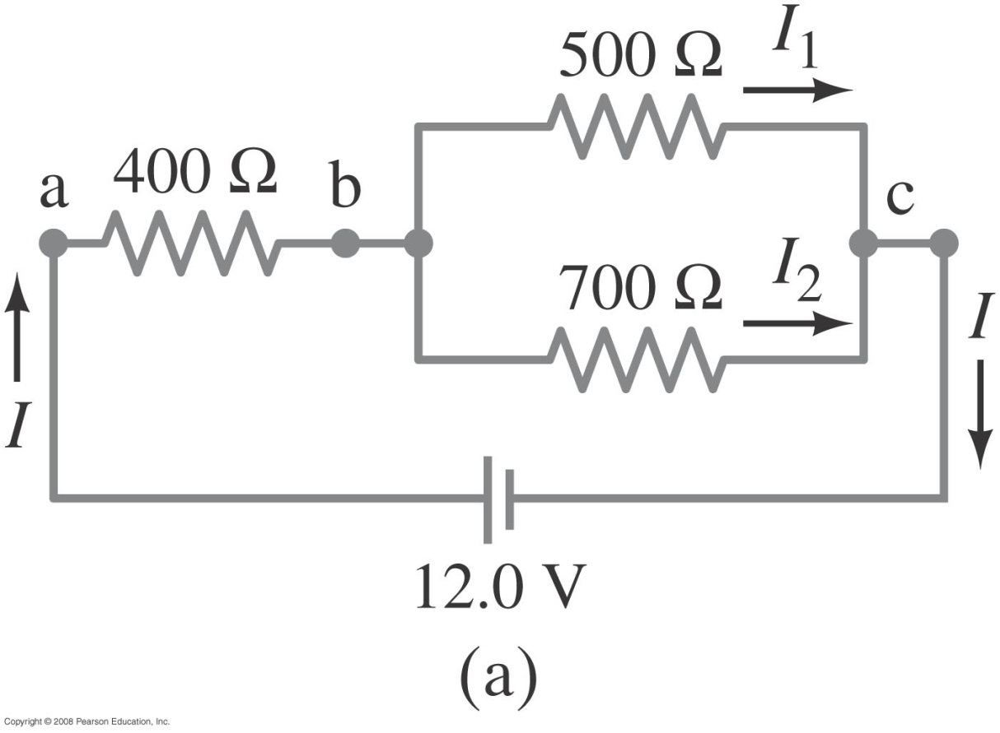 500 Ω
I₁
a
400 Ω
b
c
700 Ω
I₂
I
I
12.0 V
(a)
Copyright © 2008 Pearson Education, Inc.